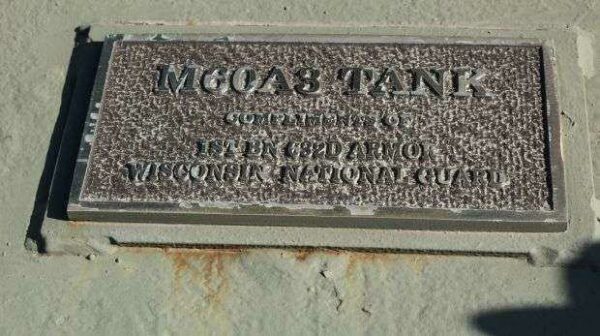 M60A3 TANK
COMPLIMENTS OF
1ST BN (632D ARMOR)
WISCONSIN NATIONAL GUARD